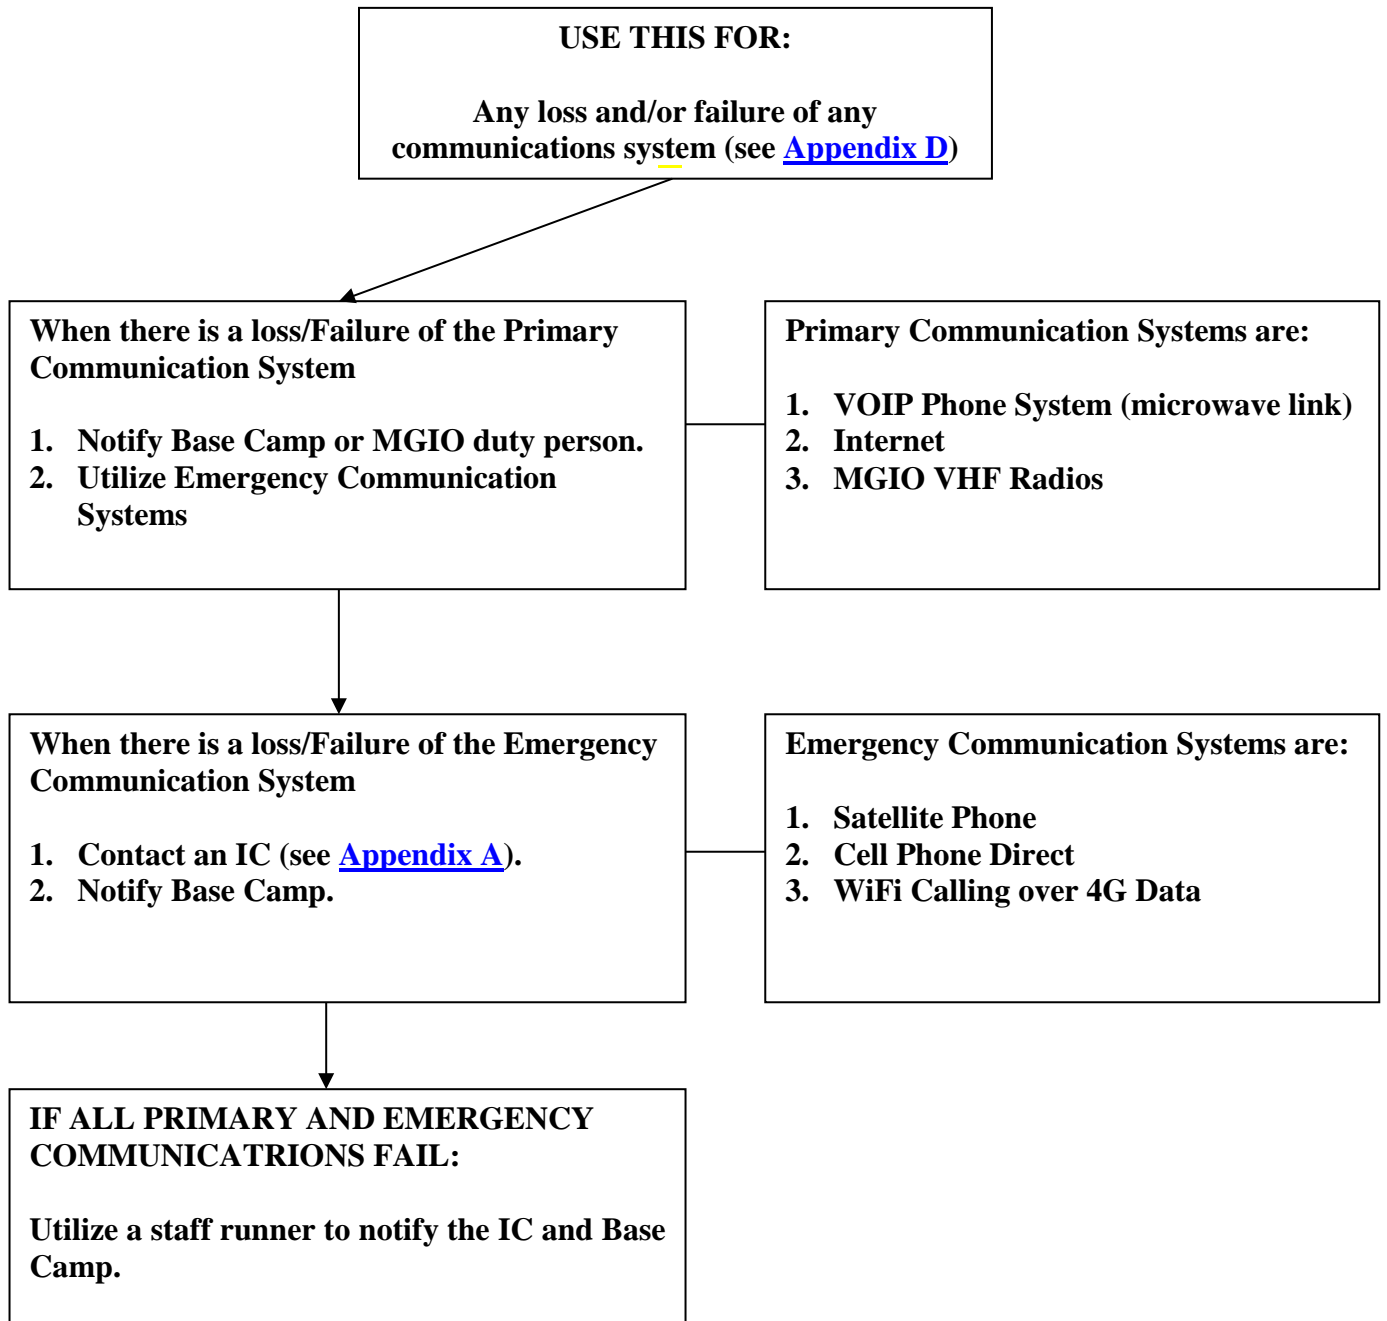 USE THIS FOR:
Any loss and/or failure of any
communications system (see Appendix D)
When there is a loss/Failure of the Primary
Communication System
1. Notify Base Camp or MGIO duty person.
2. Utilize Emergency Communication
Systems
Primary Communication Systems are:
1. VOIP Phone System (microwave link)
2. Internet
3. MGIO VHF Radios
When there is a loss/Failure of the Emergency
Communication System
1. Contact an IC (see Appendix A).
2. Notify Base Camp.
Emergency Communication Systems are:
1. Satellite Phone
2. Cell Phone Direct
3. WiFi Calling over 4G Data
IF ALL PRIMARY AND EMERGENCY
COMMUNICATRIONS FAIL:
Utilize a staff runner to notify the IC and Base
Camp.